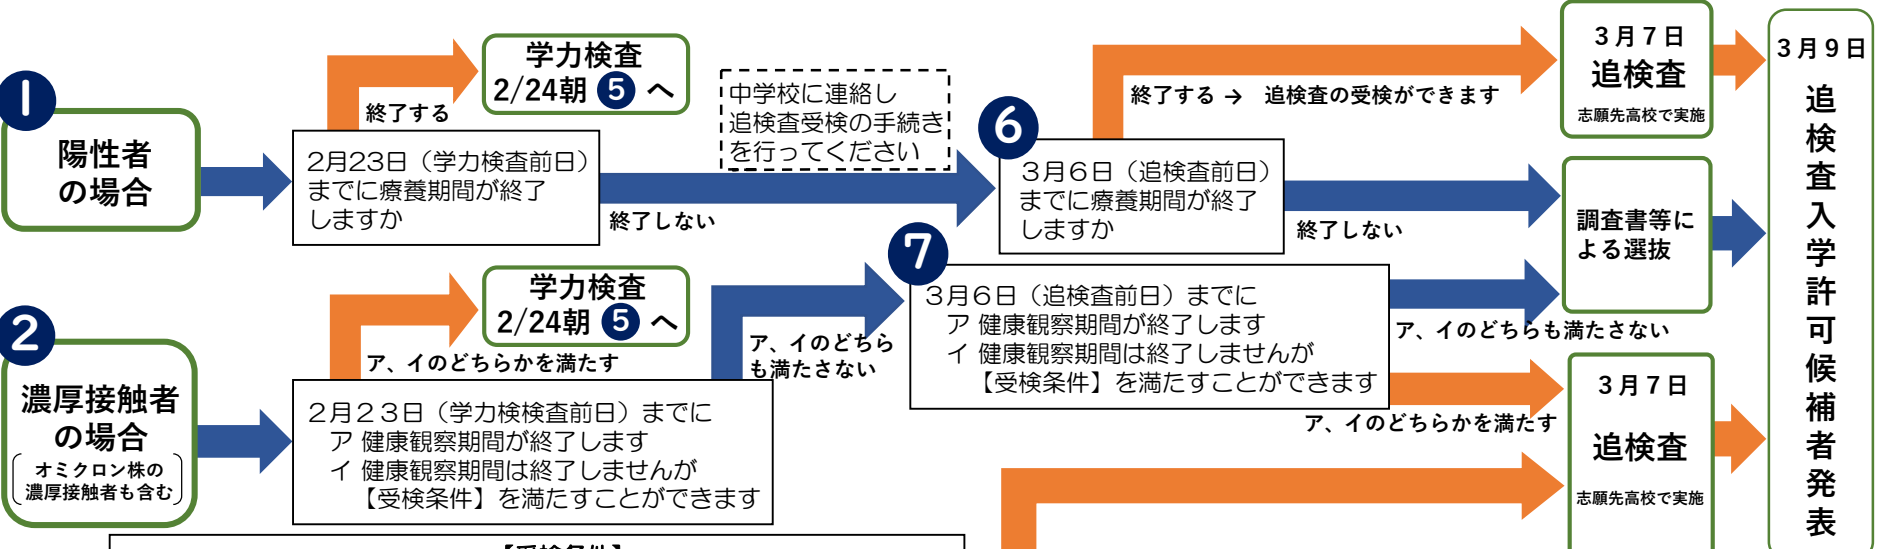 1
陽性者
の場合
終了する
学力検査
2/24朝 5 へ
2月23日（学力検査前日）
までに療養期間が終了
しますか
中学校に連絡し
追検査受検の手続き
を行ってください
終了しない
6
3月6日（追検査前日）
までに療養期間が終了
しますか
終了する → 追検査の受検ができます
終了しない
3月7日
追検査
志願先高校で実施
調査書等に
よる選抜
2
濃厚接触者
の場合
オミクロン株の
濃厚接触者も含む
ア、イのどちらかを満たす
学力検査
2/24朝 5 へ
2月23日（学力検検査前日）までに
ア 健康観察期間が終了します
イ 健康観察期間は終了しませんが
【受検条件】を満たすことができます
ア、イのどちら
も満たさない
7
3月6日（追検査前日）までに
ア 健康観察期間が終了します
イ 健康観察期間は終了しませんが
【受検条件】を満たすことができます
ア、イのどちらも満たさない
ア、イのどちらかを満たす
3月7日
追検査
志願先高校で実施
3月9日
追検査入学許可候補者発表
【受検条件】